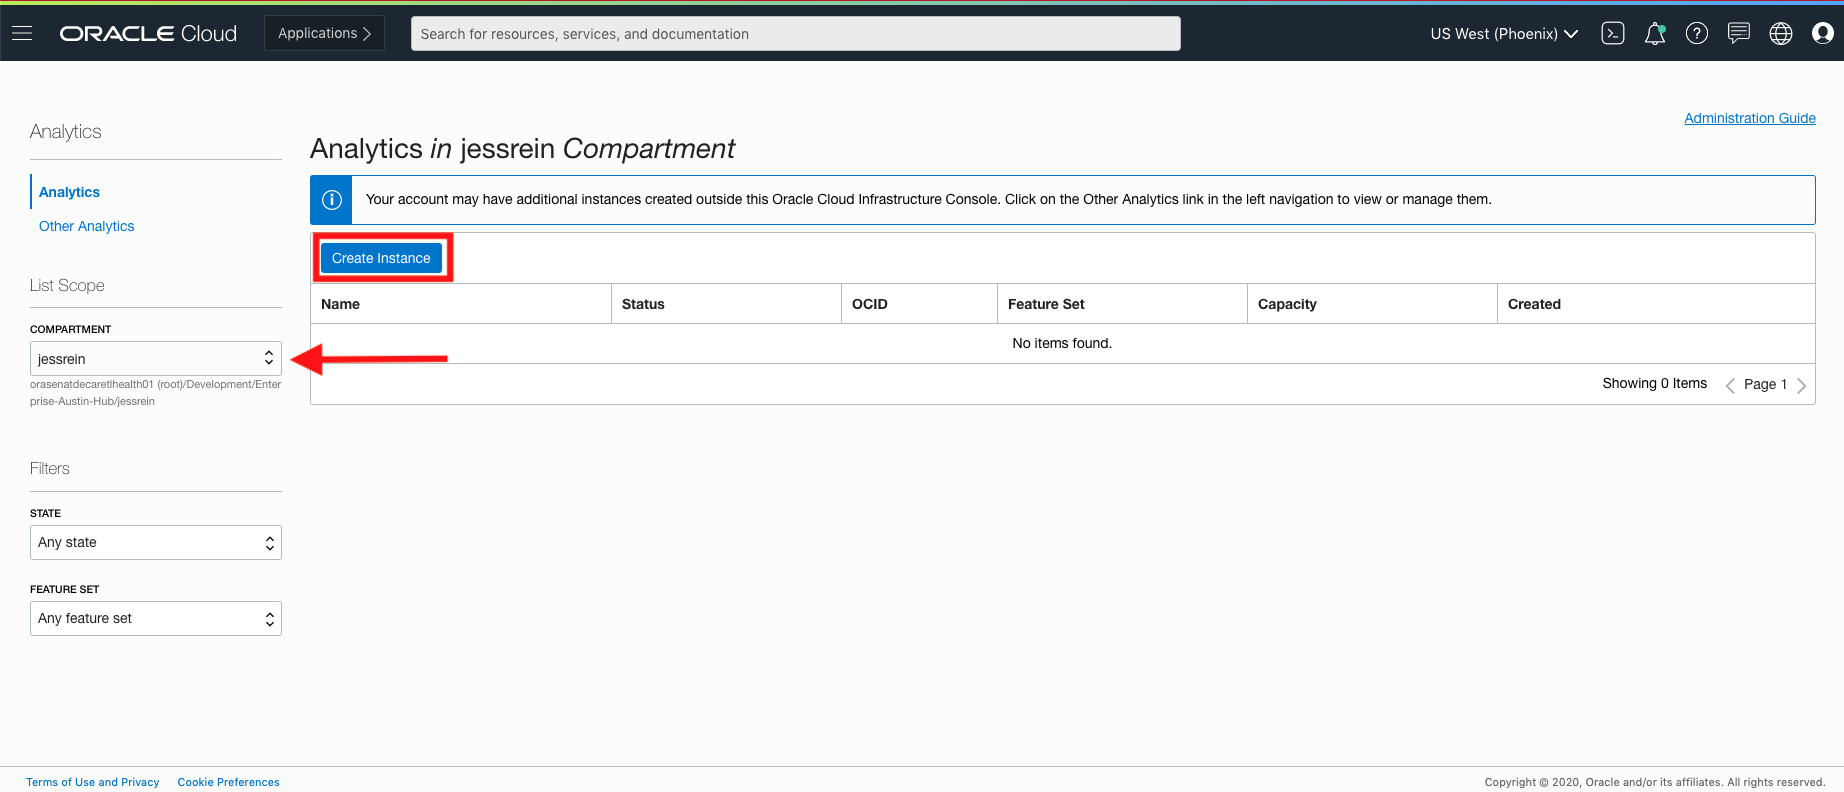 ORACLE Cloud
Applications
Search for resources, services, and documentation
US West (Phoenix)
Administration Guide
Analytics
Analytics
Other Analytics
List Scope
COMPARTMENT
jessrein
orasenatdecaretlhealth01 (root)/Development/Enter
prise-Austin-Hub/jessrein
Filters
STATE
Any state
FEATURE SET
Any feature set
Analytics in jessrein Compartment
Your account may have additional instances created outside this Oracle Cloud Infrastructure Console. Click on the Other Analytics link in the left navigation to view or manage them.
Create Instance
Name Status OCID Feature Set Capacity Created
No items found.
Showing 0 Items Page 1
Terms of Use and Privacy Cookie Preferences
Copyright © 2020, Oracle and/or its affiliates. All rights reserved.